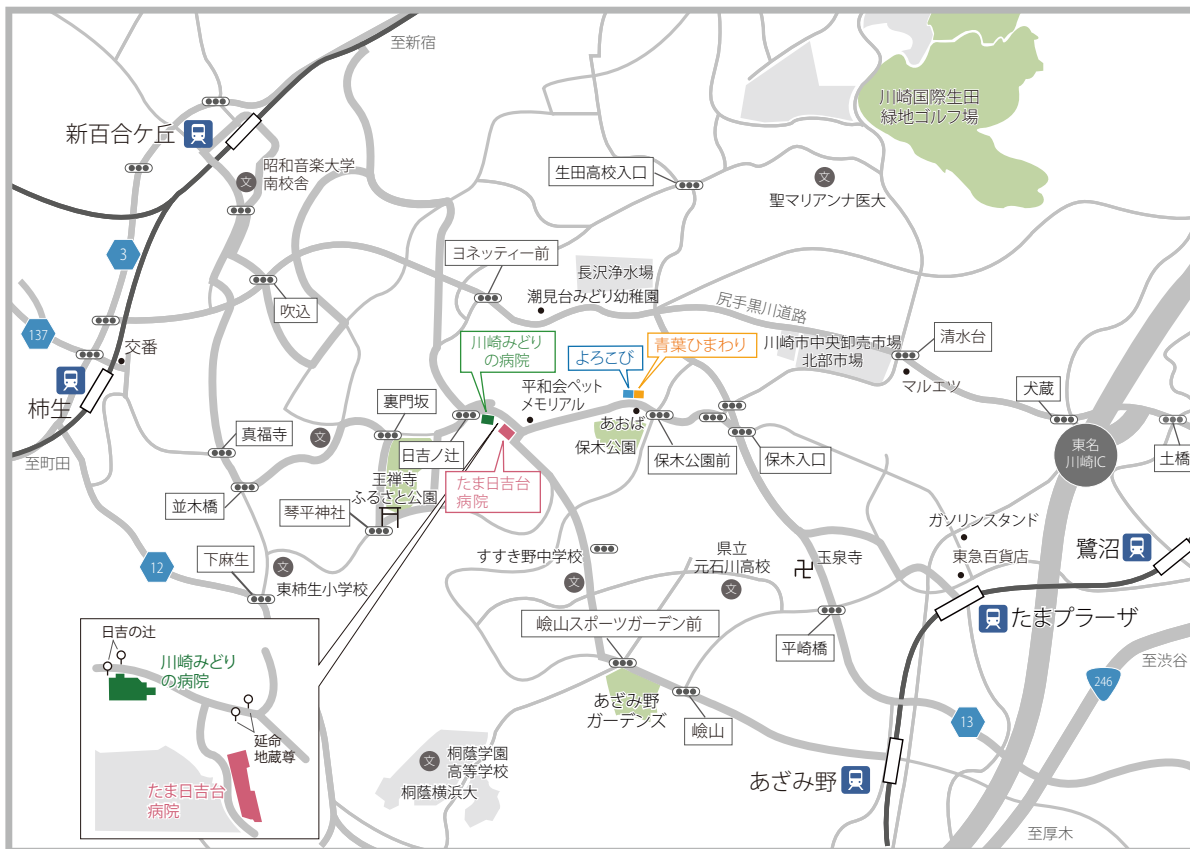 至新宿
新百合ケ丘
昭和音楽大学
南校舎
文
川崎国際生田
緑地ゴルフ場
生田高校入口
文
聖マリアンナ医大
3
ヨネッティー前
長沢浄水場
潮見台みどり幼稚園
尻手黒川道路
吹込
137
交番
川崎みどり
の病院
よろこび
青葉ひまわり
川崎市中央卸売市場
北部市場
清水台
マルエツ
柿生
裏門坂
平和会ペット
メモリアル
あおば
犬蔵
真福寺
文
日吉ノ辻
保木公園
保木公園前
保木入口
東名
川崎IC
土橋
至町田
王禅寺
ふるさと公園
たま日吉台
病院
並木橋
琴平神社
ガソリンスタンド
鷺沼
12
下麻生
文
東柿生小学校
すすき野中学校
文
県立
元石川高校
文
玉泉寺
東急百貨店
たまプラーザ
嶮山スポーツガーデン前
平崎橋
至渋谷
246
日吉の辻
川崎みどり
の病院
延命
地蔵尊
たま日吉台
病院
あざみ野
ガーデンズ
嶮山
13
文
桐蔭学園
高等学校
桐蔭横浜大
あざみ野
至厚木